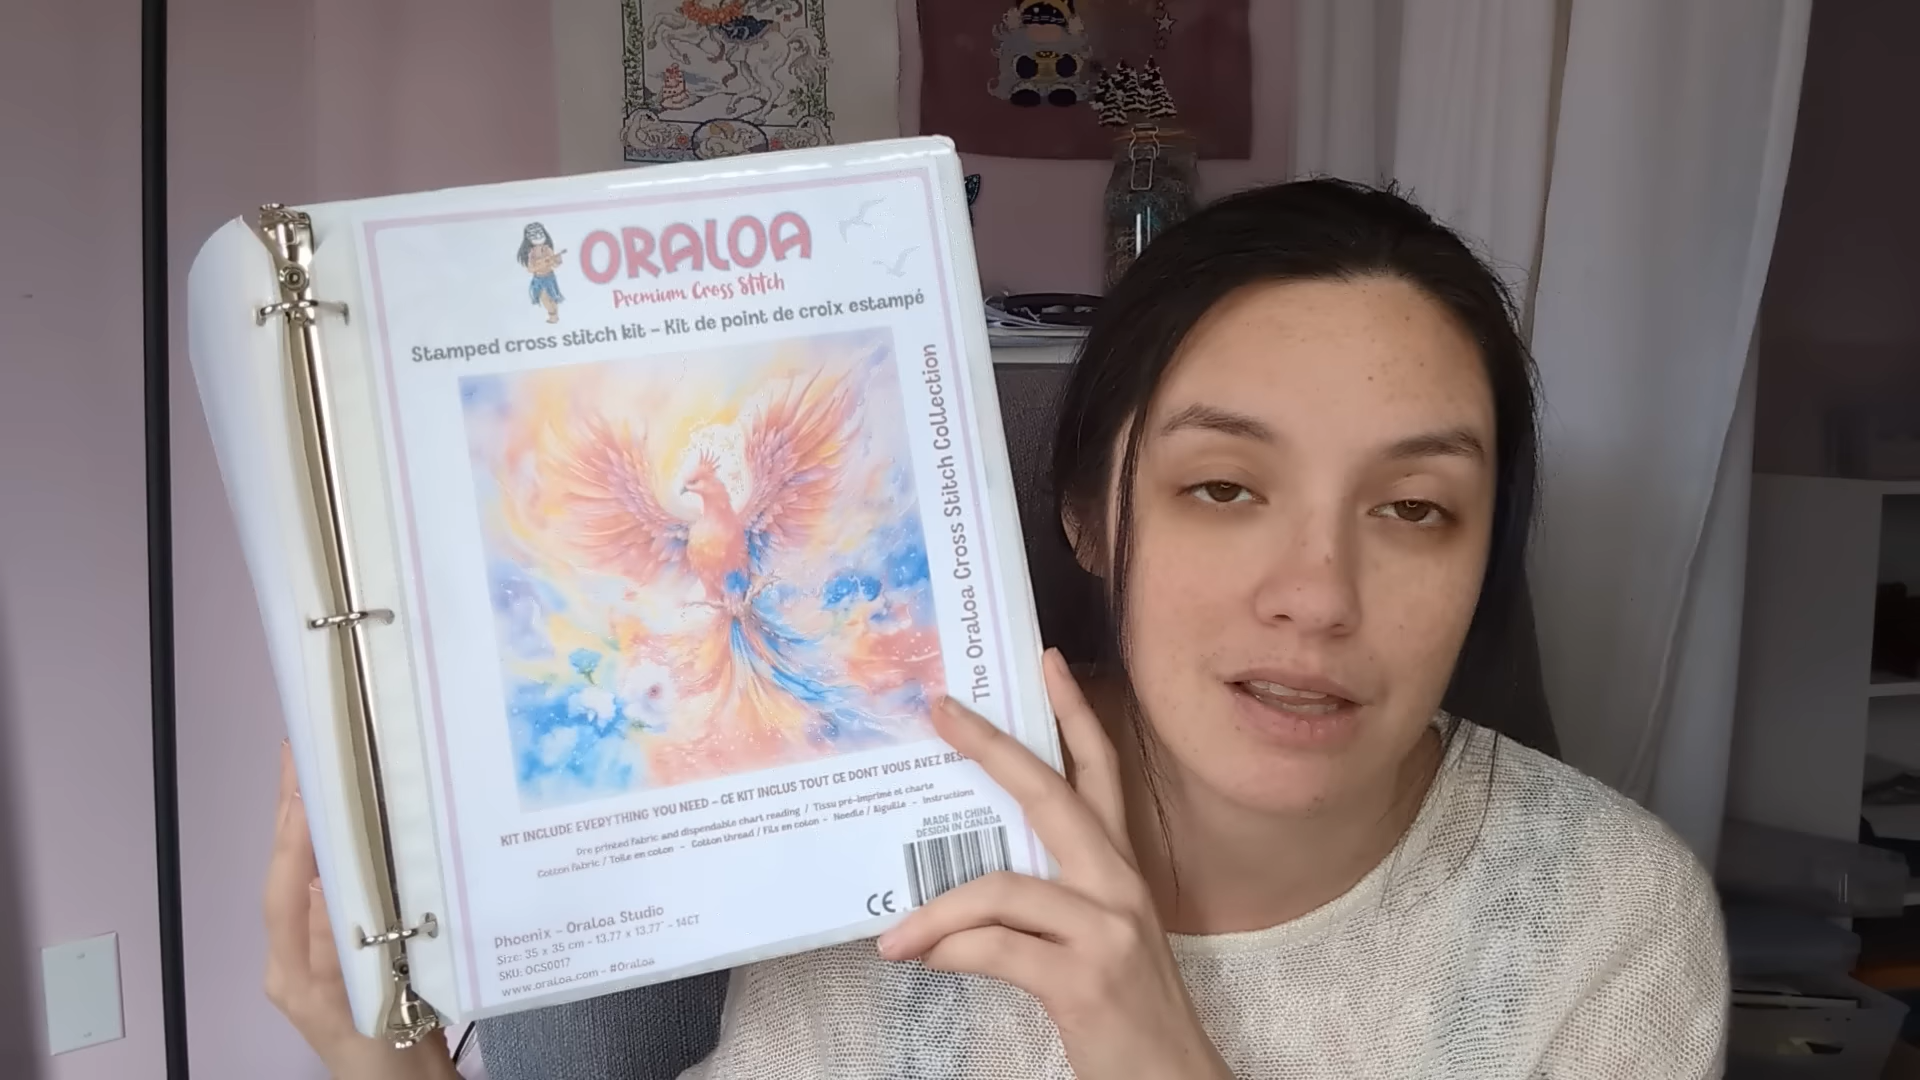 ORALOA
Premium Cross Stitch
Stamped cross stitch kit – Kit de point de croix estampé
The Oraloa Cross Stitch Collection
KIT INCLUDE EVERYTHING YOU NEED – CE KIT INCLUS TOUT CE DONT VOUS AVEZ
Pre printed fabric and dispendable chart reading / Tissu pré-imprimé et charte
Cotton fabric / Toile en coton – Cotton thread / Fils en coton – Needle / Aiguille – Instructions
MADE IN CHINA
DESIGN IN CANADA
CE
Phoenix – Oraloa Studio
Size: 35 x 35 cm - 13.77 x 13.77" - 14CT
SKU: OCS0017
www.oraloa.com - #Oraloa